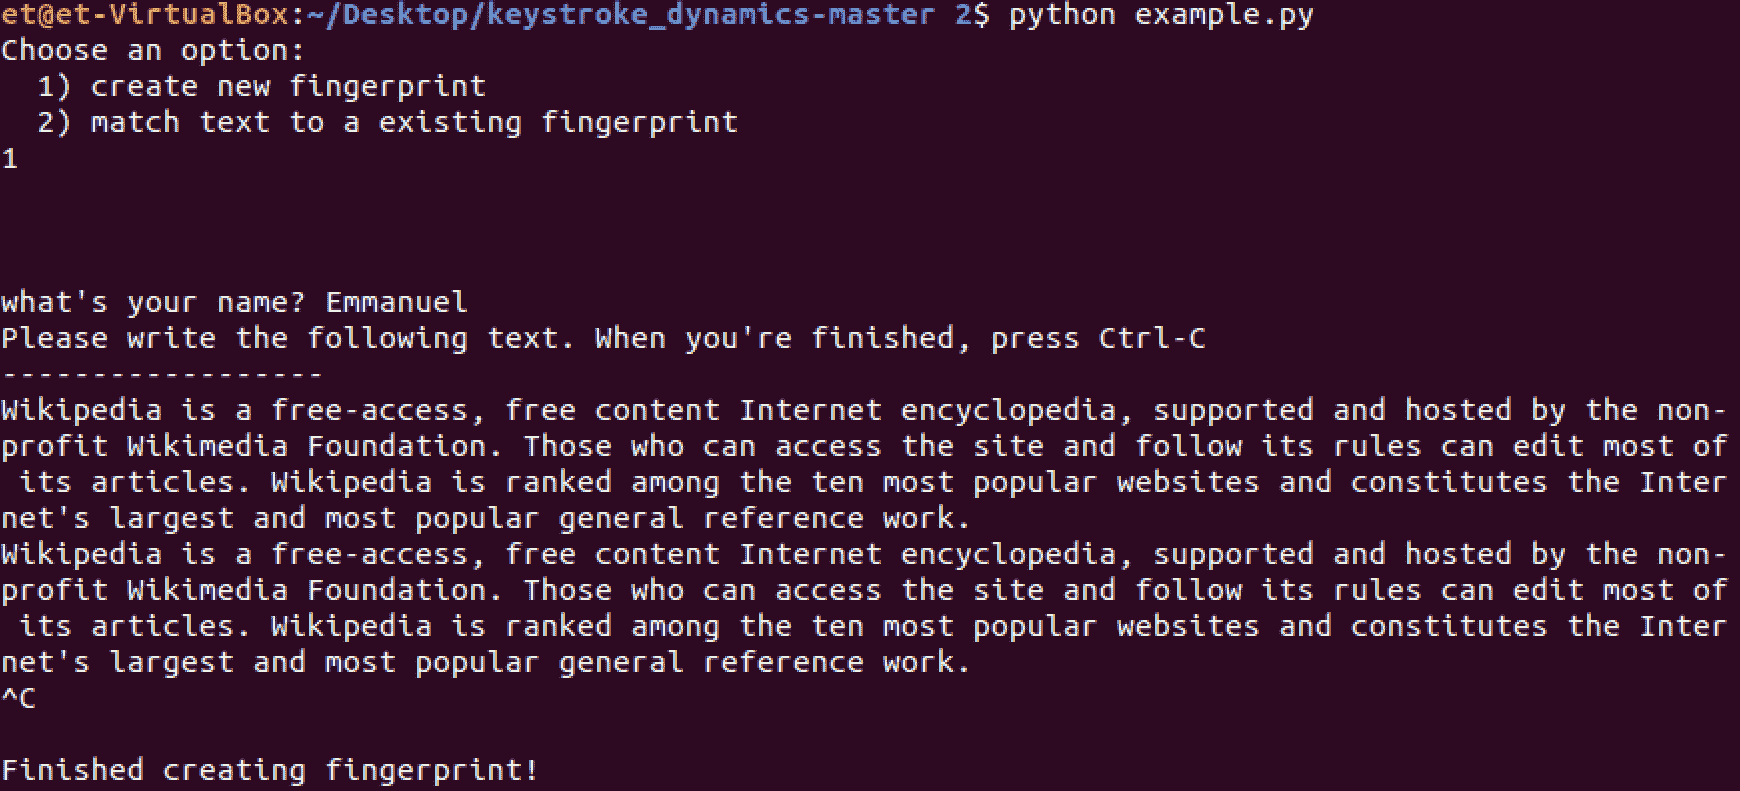 et@et-VirtualBox:~/Desktop/keystroke_dynamics-master 2$ python example.py
Choose an option:
  1) create new fingerprint
  2) match text to a existing fingerprint
1
what's your name? Emmanuel
Please write the following text. When you're finished, press Ctrl-C
------------------
Wikipedia is a free-access, free content Internet encyclopedia, supported and hosted by the non-
profit Wikimedia Foundation. Those who can access the site and follow its rules can edit most of
 its articles. Wikipedia is ranked among the ten most popular websites and constitutes the Inter
net's largest and most popular general reference work.
Wikipedia is a free-access, free content Internet encyclopedia, supported and hosted by the non-
profit Wikimedia Foundation. Those who can access the site and follow its rules can edit most of
 its articles. Wikipedia is ranked among the ten most popular websites and constitutes the Inter
net's largest and most popular general reference work.
^C
Finished creating fingerprint!